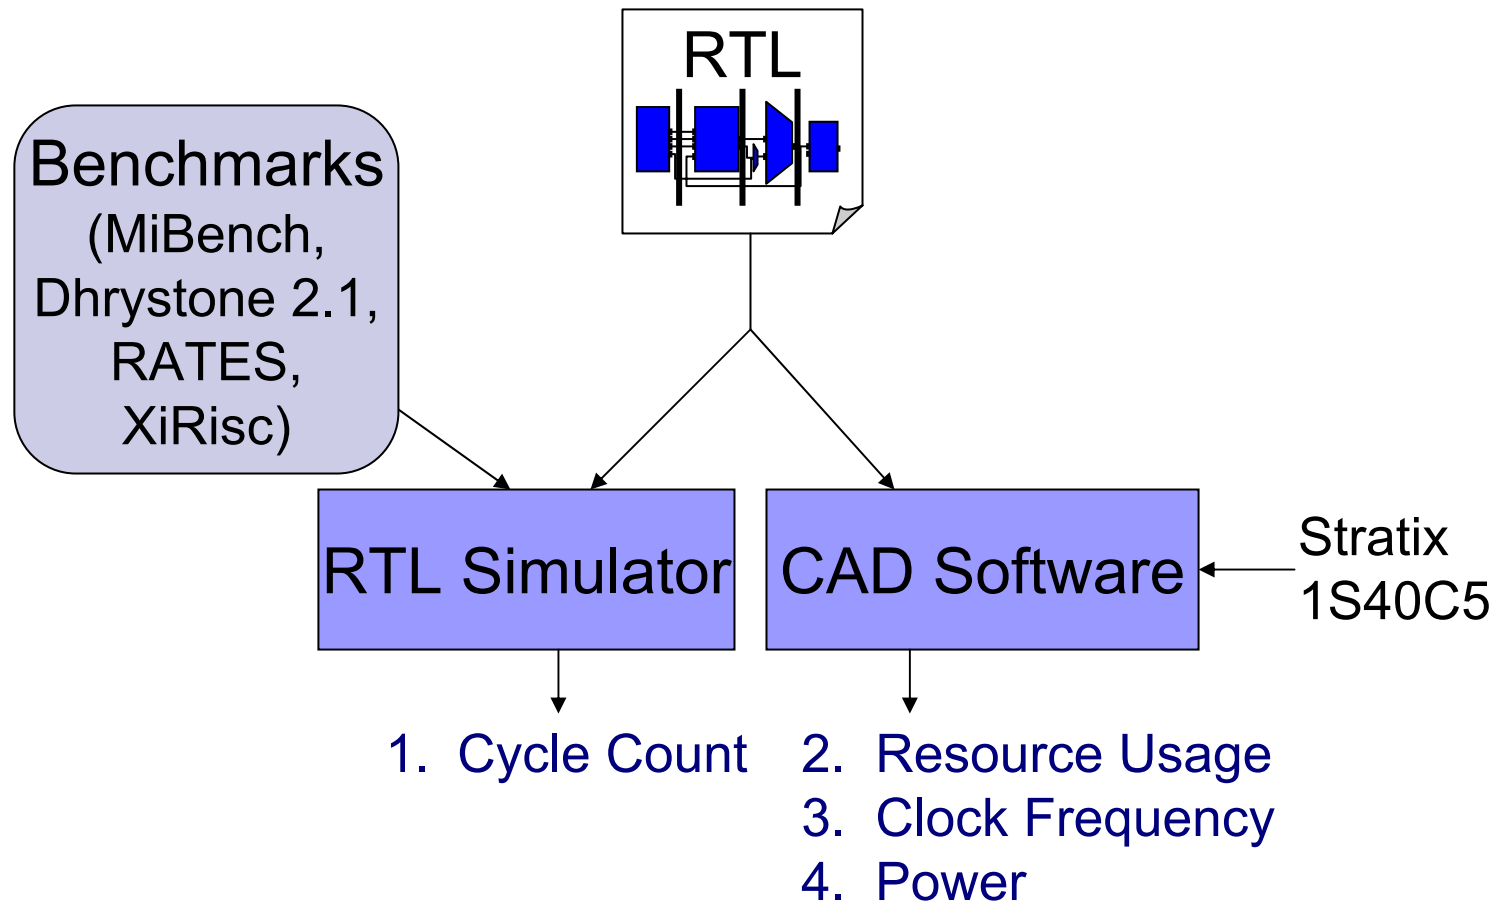 RTL
Benchmarks
(MiBench,
Dhrystone 2.1,
RATES,
XiRisc)
RTL Simulator
CAD Software
Stratix
1S40C5
1. Cycle Count
2. Resource Usage
3. Clock Frequency
4. Power